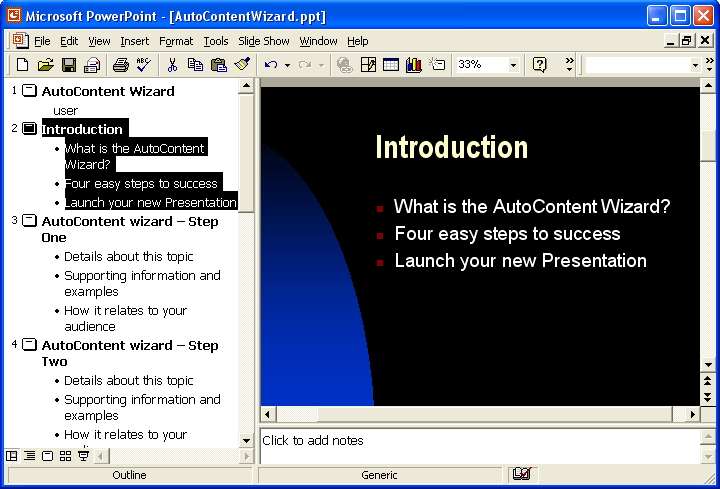 Microsoft PowerPoint - [AutoContentWizard.ppt]
File Edit View Insert Format Tools Slide Show Window Help
33%
1 AutoContent Wizard
user
2 Introduction
• What is the AutoContent
Wizard?
• Four easy steps to success
• Launch your new Presentation
3 AutoContent wizard – Step
One
• Details about this topic
• Supporting information and
examples
• How it relates to your
audience
4 AutoContent wizard – Step
Two
• Details about this topic
• Supporting information and
examples
• How it relates to your
Introduction
What is the AutoContent Wizard?
Four easy steps to success
Launch your new Presentation
Click to add notes
Outline
Generic